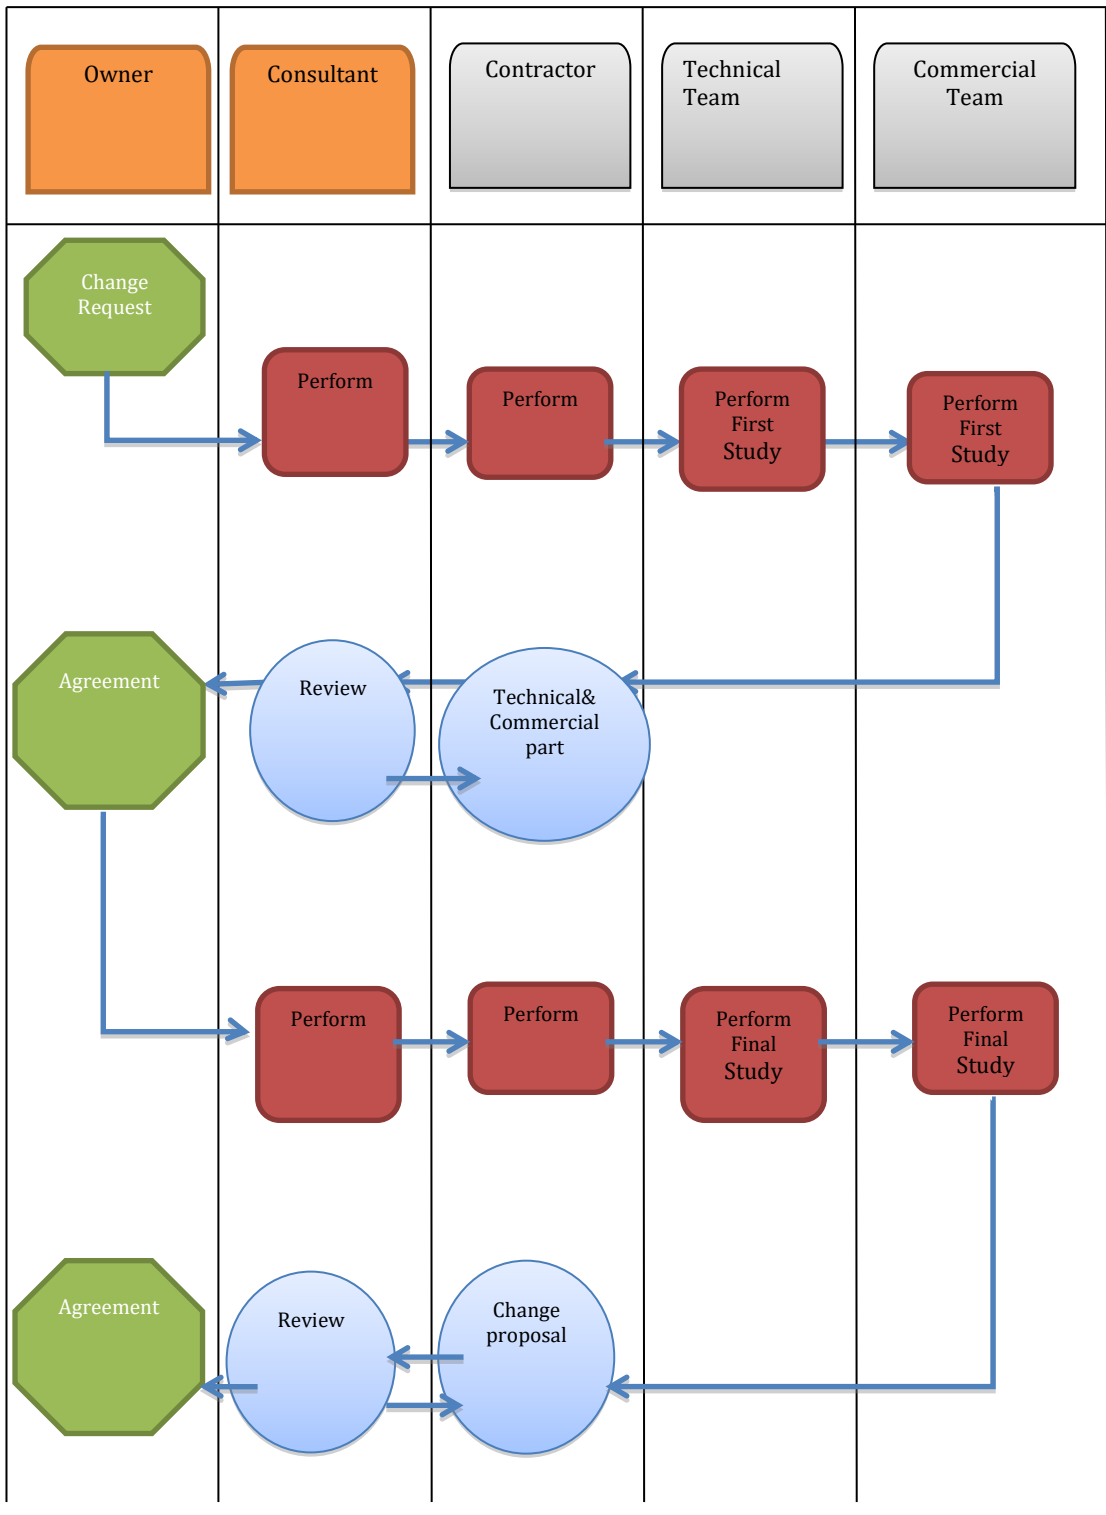 Owner
Consultant
Contractor
Technical
Team
Commercial
Team
Change
Request
Perform
Perform
Perform
First
Study
Perform
First
Study
Agreement
Review
Technical&
Commercial
part
Perform
Perform
Perform
Final
Study
Perform
Final
Study
Agreement
Review
Change
proposal